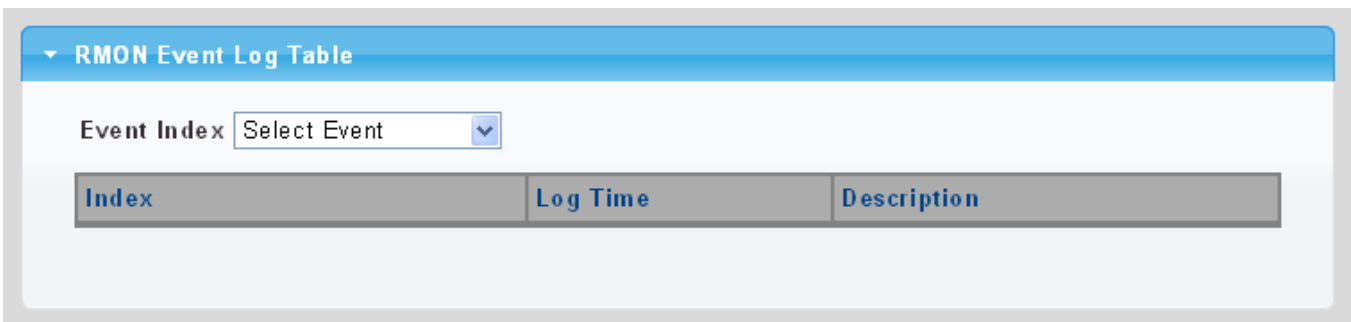 RMON Event Log Table
Event Index Select Event
Index Log Time Description